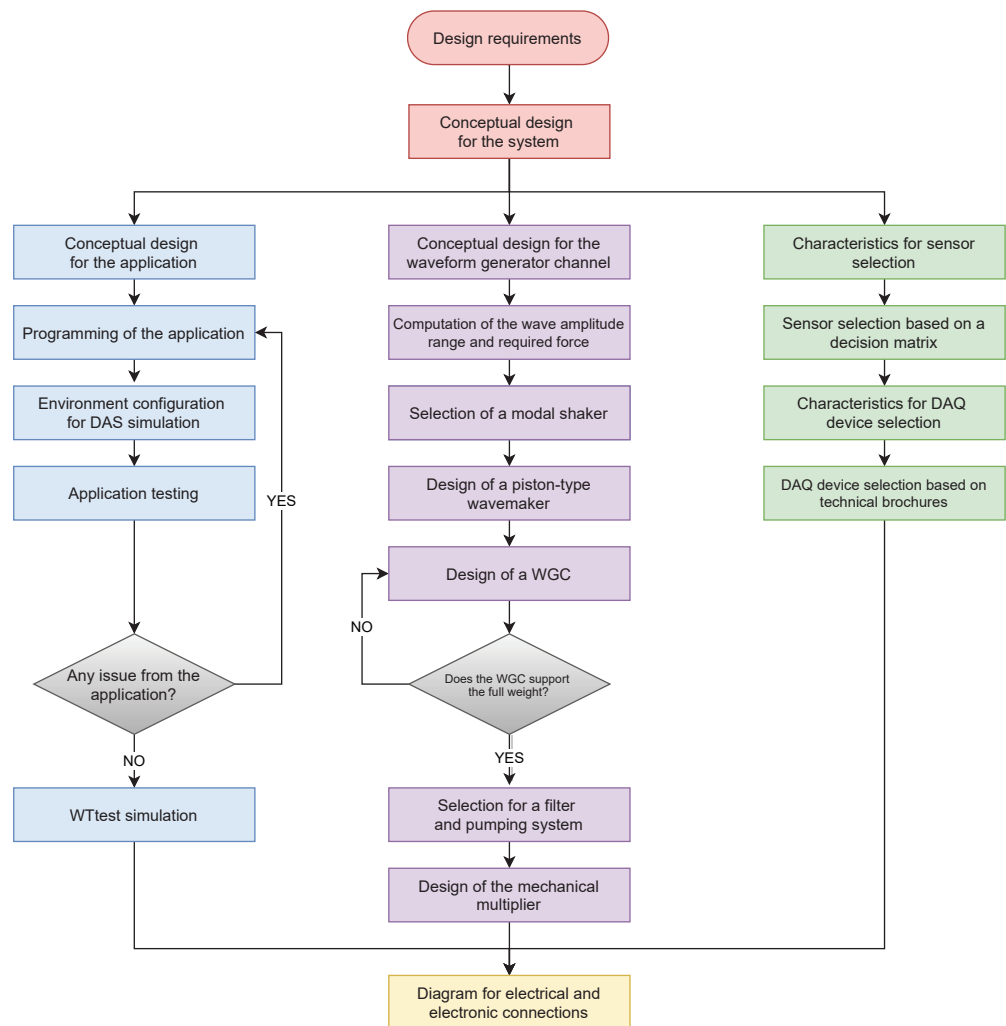 Design requirements
Conceptual design
for the system
Conceptual design
for the application
Programming of the application
Environment configuration
for DAS simulation
Application testing
YES
Any issue from the
application?
NO
WTtest simulation
Conceptual design for the
waveform generator channel
Computation of the wave amplitude
range and required force
Selection of a modal shaker
Design of a piston-type
wavemaker
Design of a WGC
NO
Does the WGC support
the full weight?
YES
Selection for a filter
and pumping system
Design of the mechanical
multiplier
Characteristics for sensor
selection
Sensor selection based on a
decision matrix
Characteristics for DAQ
device selection
DAQ device selection based on
technical brochures
Diagram for electrical and
electronic connections